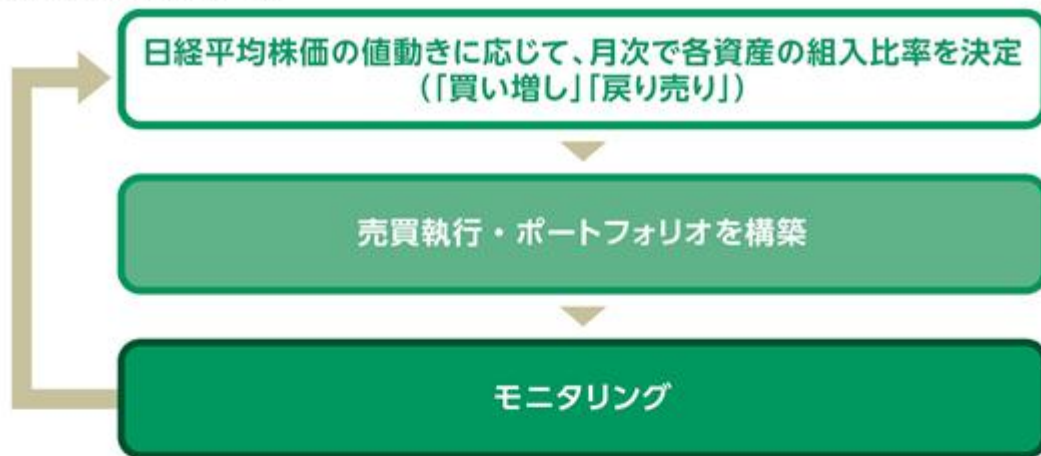 日経平均株価の値動きに応じて、月次で各資産の組入比率を決定
(「買い増し」「戻り売り」)
売買執行・ポートフォリオを構築
モニタリング